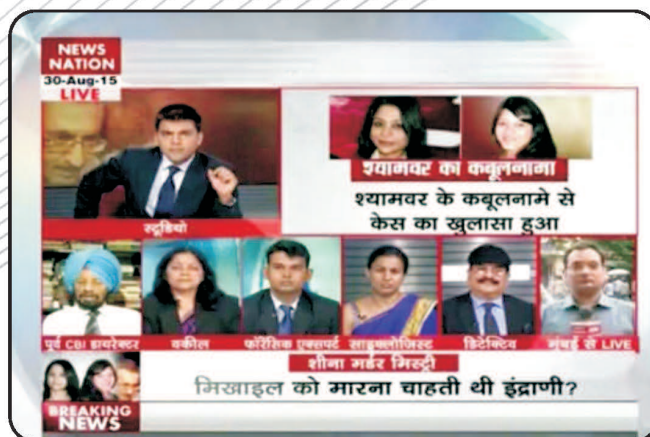 NEWS
NATION
30-Aug-15
LIVE
स्टूडियो
श्यामवर का कबूलनामा
श्यामवर के कबूलनामे से
केस का खुलासा हुआ
पूर्व CBI डायरेक्टर
वकील
फॉरेंसिक एक्सपर्ट
साइक्लोजिस्ट
डिटेक्टिव
मुंबई से LIVE
शीना मर्डर मिस्ट्री
मिखाइल को मारना चाहती थी इंद्राणी?
BREAKING
NEWS